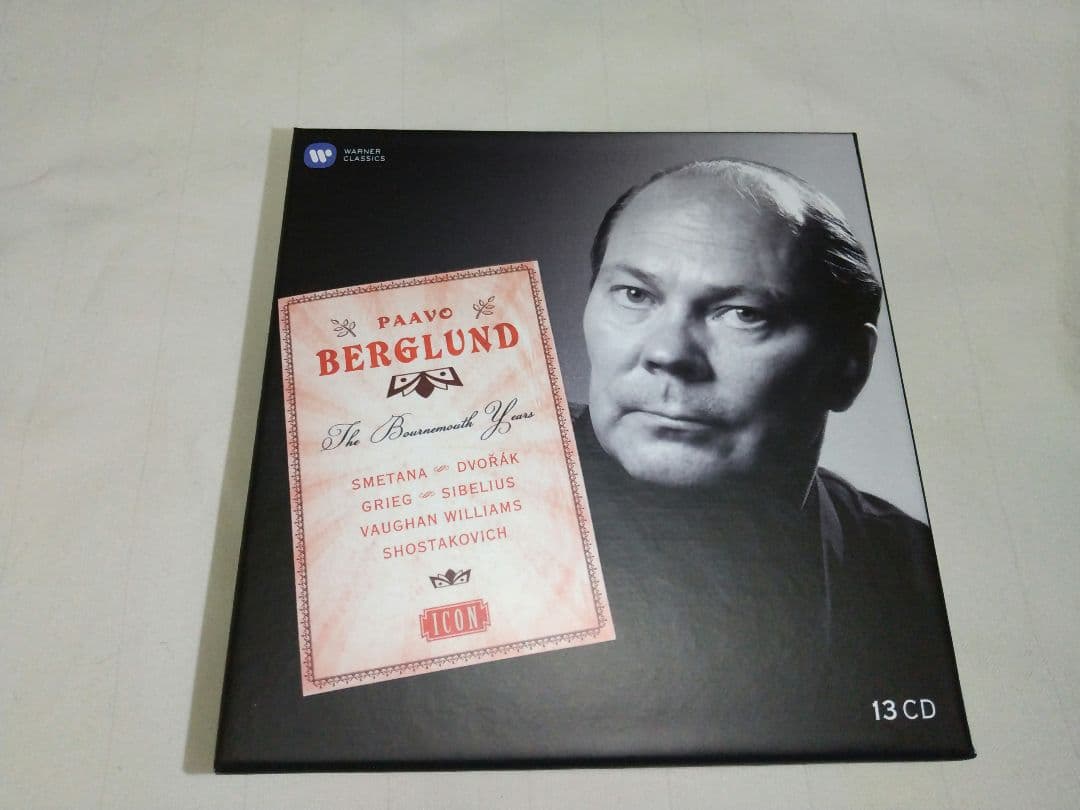 WARNER
CLASSICS
PAAVO
BERGLUND
The Bournemouth Years
SMETANA DVOŘÁK
GRIEG SIBELIUS
VAUGHAN WILLIAMS
SHOSTAKOVICH
ICON
13 CD